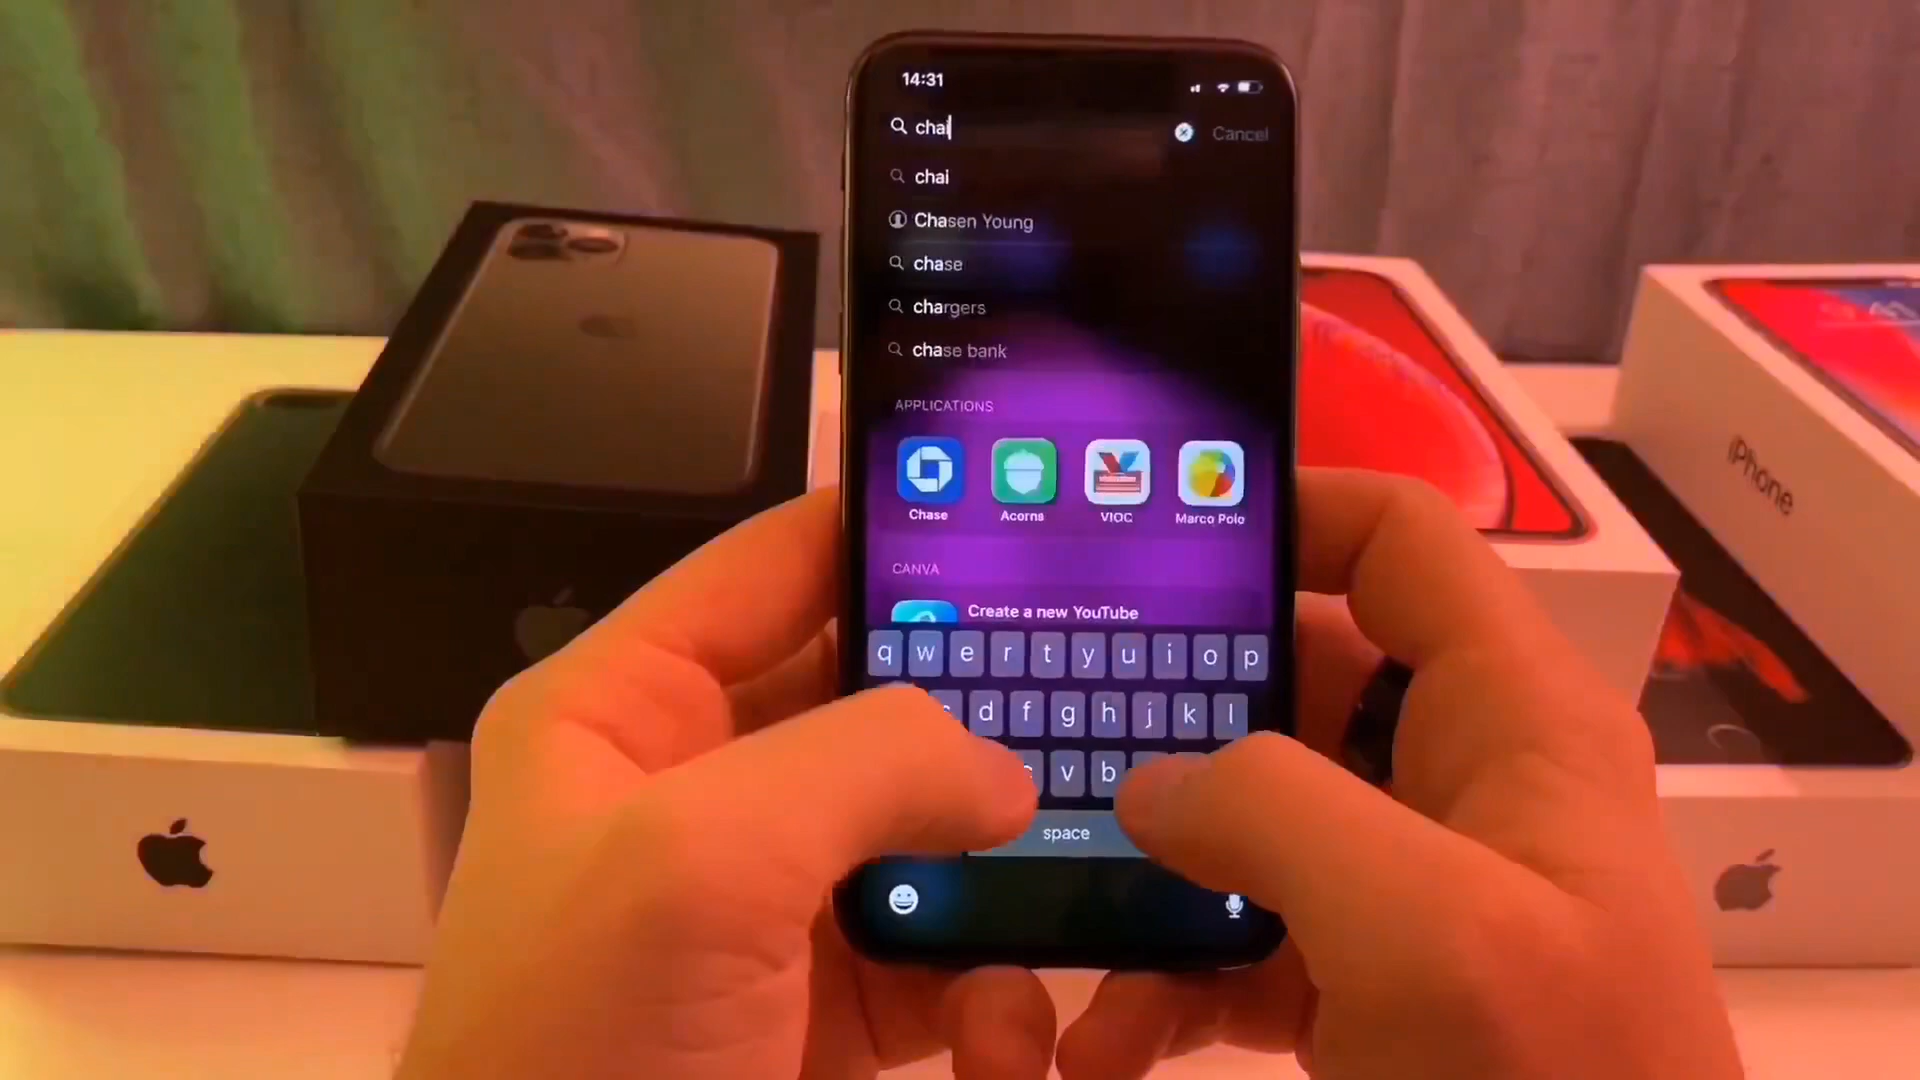 14:31
chai
Cancel
chai
Chasen Young
chase
chargers
chase bank
APPLICATIONS
Chase
Acorns
VIOC
Marco Polo
CANVA
Create a new YouTube
q w e r t y u i o p
d f g h j k l
v b
space
iPhone